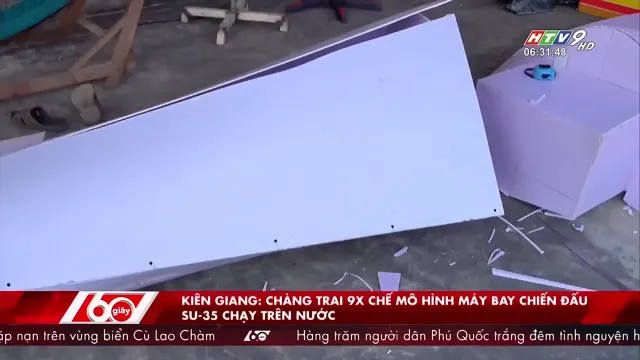 HTV9 HD
06:31:48
60 giây
KIÊN GIANG: CHÀNG TRAI 9X CHẾ MÔ HÌNH MÁY BAY CHIẾN ĐẤU
SU-35 CHẠY TRÊN NƯỚC
nạn trên vùng biển Cù Lao Chàm Hàng trăm người dân Phú Quốc trắng đêm tình nguyện